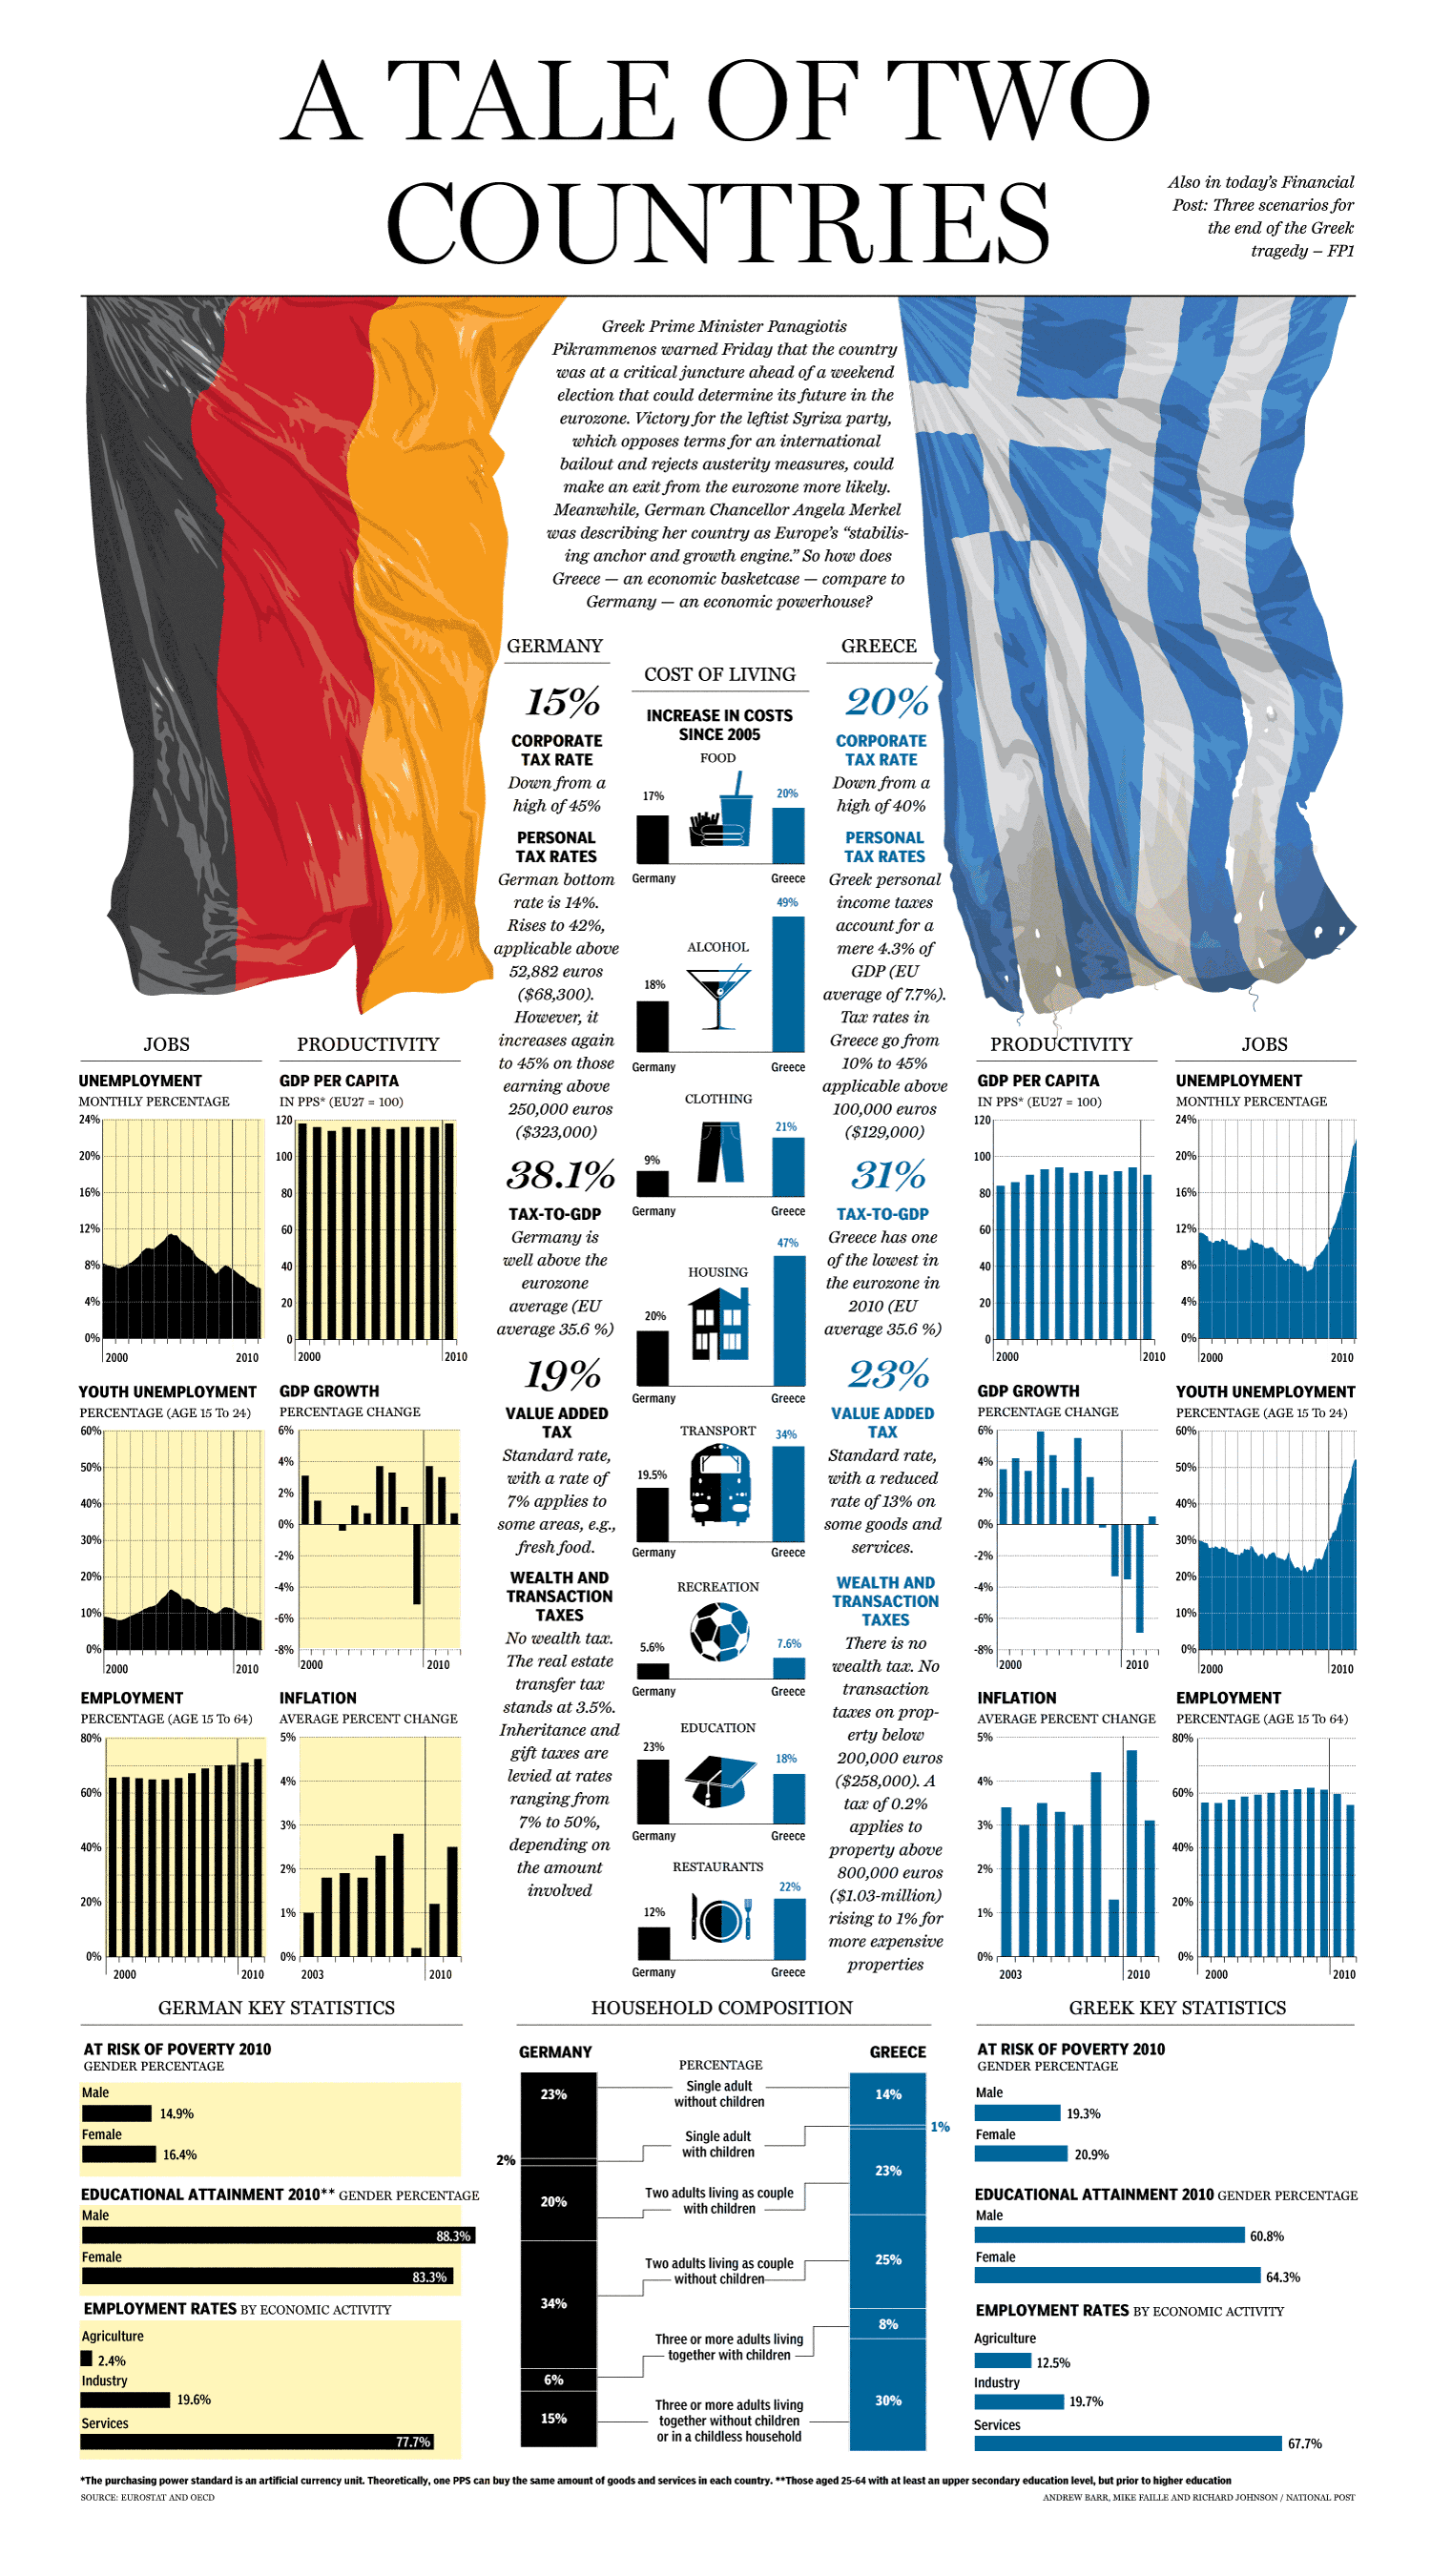 A TALE OF TWO
COUNTRIES
Also in today's Financial
Post: Three scenarios for
the end of the Greek
tragedy – FP1
Greek Prime Minister Panagiotis
Pikrammenos warned Friday that the country
was at a critical juncture ahead of a weekend
election that could determine its future in the
eurozone. Victory for the leftist Syriza party,
which opposes terms for an international
bailout and rejects austerity measures, could
make an exit from the eurozone more likely.
Meanwhile, German Chancellor Angela Merkel
was describing her country as Europe's “stabilis-
ing anchor and growth engine.” So how does
Greece — an economic basketcase — compare to
Germany — an economic powerhouse?
GERMANY
15%
CORPORATE
TAX RATE
Down from a
high of 45%
PERSONAL
TAX RATES
German bottom
rate is 14%.
Rises to 42%,
applicable above
52,882 euros
($68,300).
However, it
increases again
to 45% on those
earning above
250,000 euros
($323,000)
38.1%
TAX-TO-GDP
Germany is
well above the
eurozone
average (EU
average 35.6 %)
19%
VALUE ADDED
TAX
Standard rate,
with a rate of
7% applies to
some areas, e.g.,
fresh food.
WEALTH AND
TRANSACTION
TAXES
No wealth tax.
The real estate
transfer tax
stands at 3.5%.
Inheritance and
gift taxes are
levied at rates
ranging from
7% to 50%,
depending on
the amount
involved
COST OF LIVING
INCREASE IN COSTS
SINCE 2005
FOOD
17%
20%
Germany
Greece
ALCOHOL
18%
49%
Germany
Greece
CLOTHING
9%
21%
Germany
Greece
HOUSING
20%
47%
Germany
Greece
TRANSPORT
19.5%
34%
Germany
Greece
RECREATION
5.6%
7.6%
Germany
Greece
EDUCATION
23%
18%
Germany
Greece
RESTAURANTS
12%
22%
Germany
Greece
GREECE
20%
CORPORATE
TAX RATE
Down from a
high of 40%
PERSONAL
TAX RATES
Greek personal
income taxes
account for a
mere 4.3% of
GDP (EU
average of 7.7%).
Tax rates in
Greece go from
10% to 45%
applicable above
100,000 euros
($129,000)
31%
TAX-TO-GDP
Greece has one
of the lowest in
the eurozone in
2010 (EU
average 35.6 %)
23%
VALUE ADDED
TAX
Standard rate,
with a reduced
rate of 13% on
some goods and
services.
WEALTH AND
TRANSACTION
TAXES
There is no
wealth tax. No
transaction
taxes on prop-
erty below
200,000 euros
($258,000). A
tax of 0.2%
applies to
property above
800,000 euros
($1.03-million)
rising to 1% for
more expensive
properties
JOBS
UNEMPLOYMENT
MONTHLY PERCENTAGE
24%
20%
16%
12%
8%
4%
0%
2000
2010
YOUTH UNEMPLOYMENT
PERCENTAGE (AGE 15 To 24)
60%
50%
40%
30%
20%
10%
0%
2000
2010
EMPLOYMENT
PERCENTAGE (AGE 15 To 64)
80%
60%
40%
20%
0%
2000
2010
PRODUCTIVITY
GDP PER CAPITA
IN PPS* (EU27 = 100)
120
100
80
60
40
20
0
2000
2010
GDP GROWTH
PERCENTAGE CHANGE
6%
4%
2%
0%
-2%
-4%
-6%
-8%
2000
2010
INFLATION
AVERAGE PERCENT CHANGE
5%
4%
3%
2%
1%
0%
2003
2010
PRODUCTIVITY
GDP PER CAPITA
IN PPS* (EU27 = 100)
120
100
80
60
40
20
0
2000
2010
GDP GROWTH
PERCENTAGE CHANGE
6%
4%
2%
0%
-2%
-4%
-6%
-8%
2000
2010
INFLATION
AVERAGE PERCENT CHANGE
5%
4%
3%
2%
1%
0%
2003
2010
JOBS
UNEMPLOYMENT
MONTHLY PERCENTAGE
24%
20%
16%
12%
8%
4%
0%
2000
2010
YOUTH UNEMPLOYMENT
PERCENTAGE (AGE 15 To 24)
60%
50%
40%
30%
20%
10%
0%
2000
2010
EMPLOYMENT
PERCENTAGE (AGE 15 To 64)
80%
60%
40%
20%
0%
2000
2010
GERMAN KEY STATISTICS
AT RISK OF POVERTY 2010
GENDER PERCENTAGE
Male
14.9%
Female
16.4%
EDUCATIONAL ATTAINMENT 2010** GENDER PERCENTAGE
Male
88.3%
Female
83.3%
EMPLOYMENT RATES BY ECONOMIC ACTIVITY
Agriculture
2.4%
Industry
19.6%
Services
77.7%
HOUSEHOLD COMPOSITION
GERMANY
PERCENTAGE
GREECE
23%
Single adult
without children
14%
2%
Single adult
with children
1%
20%
Two adults living as couple
with children
23%
34%
Two adults living as couple
without children
25%
6%
Three or more adults living
together with children
8%
15%
Three or more adults living
together without children
or in a childless household
30%
GREEK KEY STATISTICS
AT RISK OF POVERTY 2010
GENDER PERCENTAGE
Male
19.3%
Female
20.9%
EDUCATIONAL ATTAINMENT 2010 GENDER PERCENTAGE
Male
60.8%
Female
64.3%
EMPLOYMENT RATES BY ECONOMIC ACTIVITY
Agriculture
12.5%
Industry
19.7%
Services
67.7%
*The purchasing power standard is an artificial currency unit. Theoretically, one PPS can buy the same amount of goods and services in each country. **Those aged 25-64 with at least an upper secondary education level, but prior to higher education
SOURCE: EUROSTAT AND OECD
ANDREW BARR, MIKE FAILLE AND RICHARD JOHNSON / NATIONAL POST